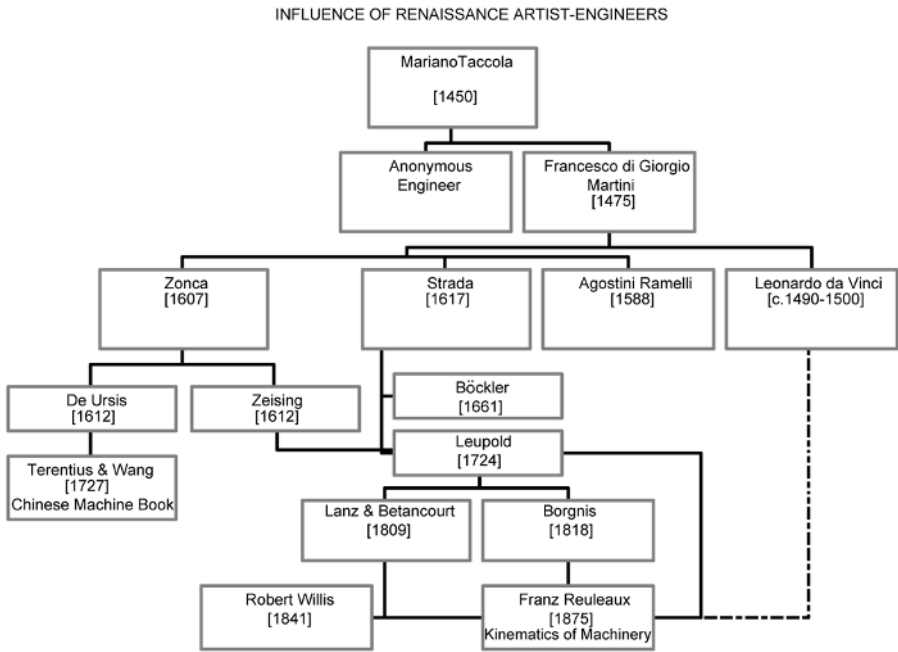 INFLUENCE OF RENAISSANCE ARTIST-ENGINEERS
MarianoTaccola
[1450]
Anonymous
Engineer
Francesco di Giorgio
Martini
[1475]
Zonca
[1607]
Strada
[1617]
Agostini Ramelli
[1588]
Leonardo da Vinci
[c.1490-1500]
De Ursis
[1612]
Zeising
[1612]
Böckler
[1661]
Leupold
[1724]
Terentius & Wang
[1727]
Chinese Machine Book
Lanz & Betancourt
[1809]
Borgnis
[1818]
Robert Willis
[1841]
Franz Reuleaux
[1875]
Kinematics of Machinery